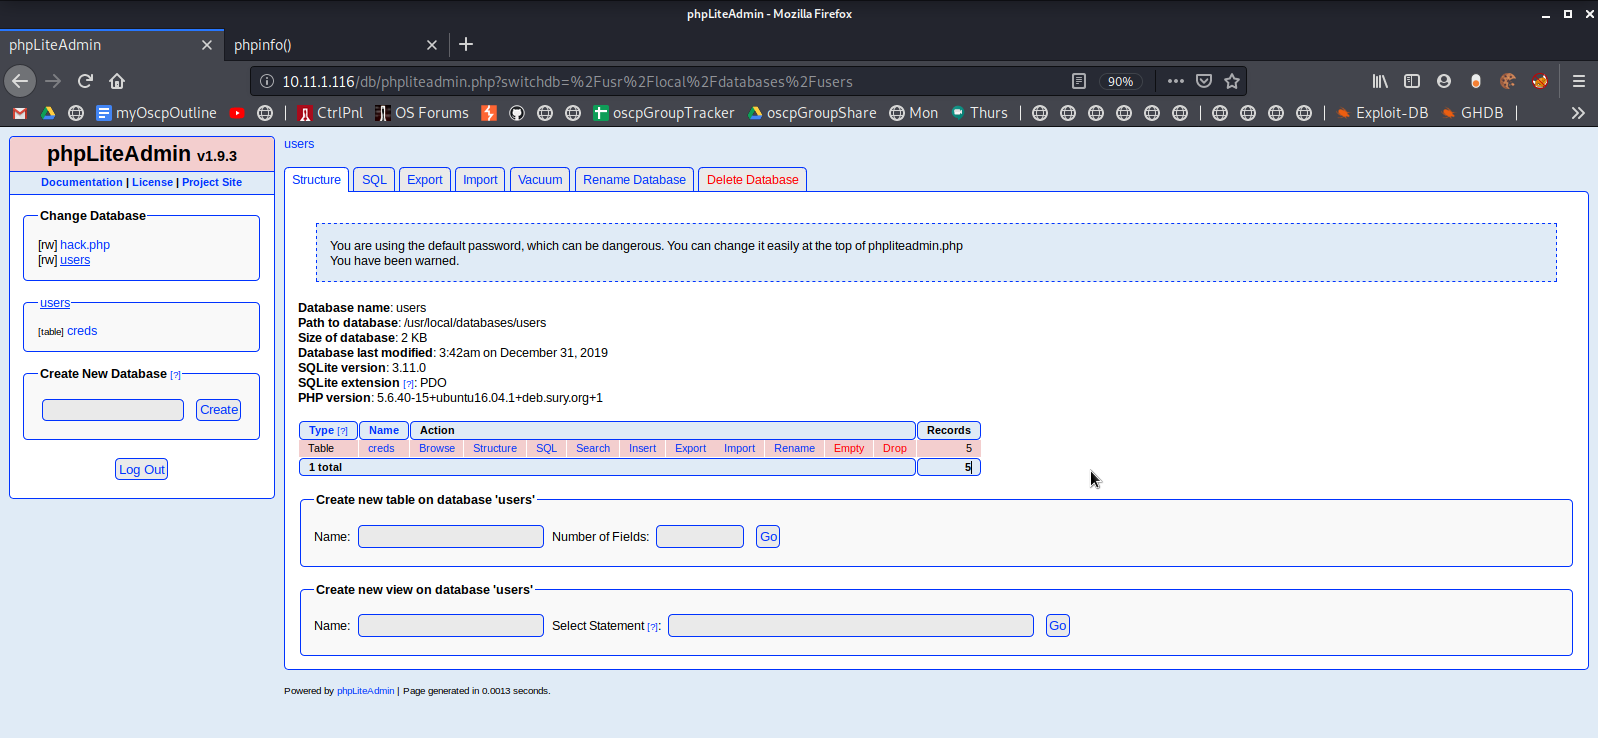 phpLiteAdmin - Mozilla Firefox
phpLiteAdmin
phpinfo()
10.11.1.116/db/phpliteadmin.php?switchdb=%2Fusr%2Flocal%2Fdatabases%2Fusers
90%
myOscpOutline CtrlPnl OS Forums oscpGroupTracker oscpGroupShare Mon Thurs Exploit-DB GHDB
phpLiteAdmin v1.9.3
Documentation | License | Project Site
Change Database
[rw] hack.php
[rw] users
users
[table] creds
Create New Database [?]
Create
Log Out
users
Structure SQL Export Import Vacuum Rename Database Delete Database
You are using the default password, which can be dangerous. You can change it easily at the top of phpliteadmin.php
You have been warned.
Database name: users
Path to database: /usr/local/databases/users
Size of database: 2 KB
Database last modified: 3:42am on December 31, 2019
SQLite version: 3.11.0
SQLite extension [?]: PDO
PHP version: 5.6.40-15+ubuntu16.04.1+deb.sury.org+1
Type [?] Name Action Records
Table creds Browse Structure SQL Search Insert Export Import Rename Empty Drop 5
1 total 5
Create new table on database 'users'
Name: Number of Fields: Go
Create new view on database 'users'
Name: Select Statement [?]: Go
Powered by phpLiteAdmin | Page generated in 0.0013 seconds.